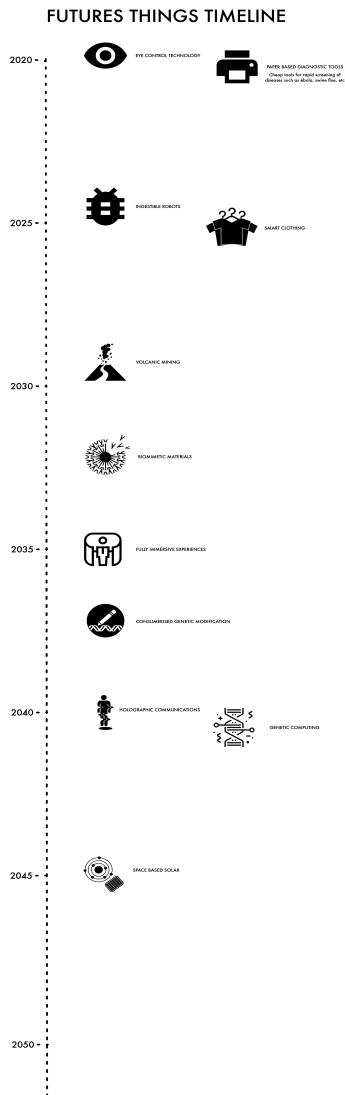 FUTURES THINGS TIMELINE
2020
EYE CONTROL TECHNOLOGY
PAPER BASED DIAGNOSTIC TOOLS
Cheap tools for rapid screening of
diseases such as ebola, swine flue, etc
INGESTIBLE ROBOTS
2025
SMART CLOTHING
VOLCANIC MINING
2030
BIOMIMETIC MATERIALS
2035
FULLY IMMERSIVE EXPERIENCES
CONSUMERISED GENETIC MODIFICATION
2040
HOLOGRAPHIC COMMUNICATIONS
GENETIC COMPUTING
2045
SPACE BASED SOLAR
2050